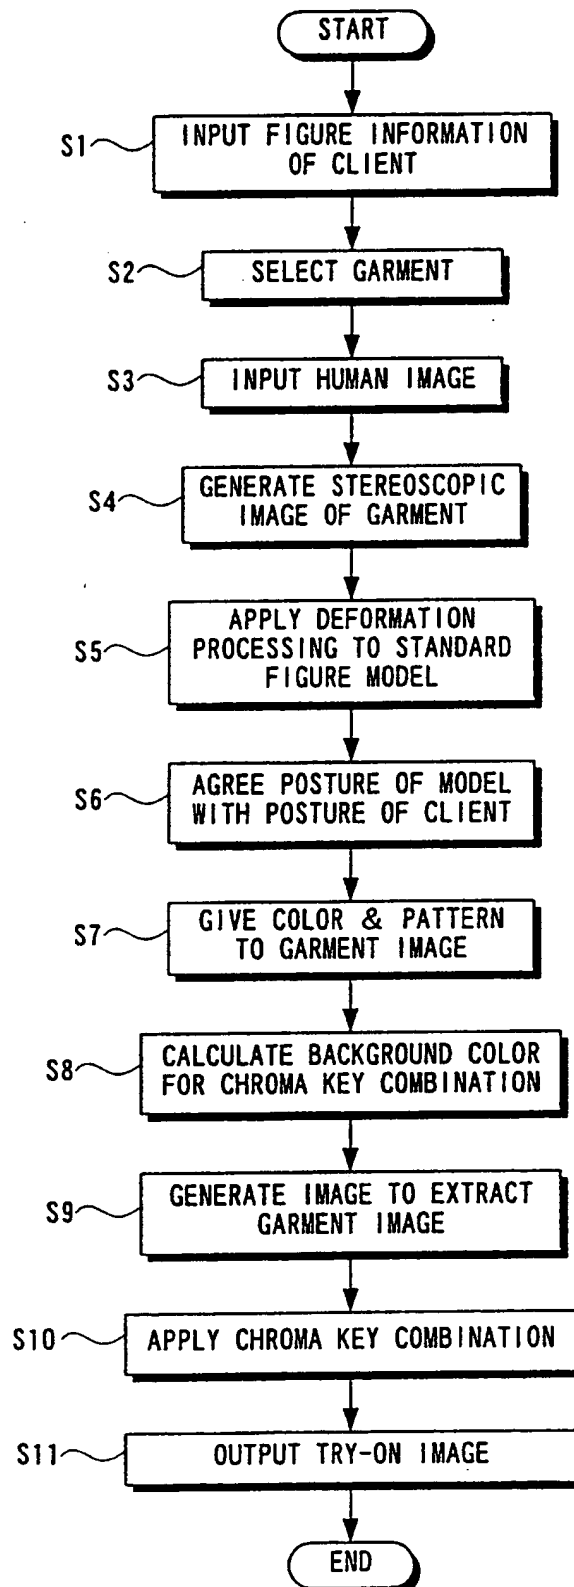 START
S1
INPUT FIGURE INFORMATION
OF CLIENT
S2
SELECT GARMENT
S3
INPUT HUMAN IMAGE
S4
GENERATE STEREOSCOPIC
IMAGE OF GARMENT
S5
APPLY DEFORMATION
PROCESSING TO STANDARD
FIGURE MODEL
S6
AGREE POSTURE OF MODEL
WITH POSTURE OF CLIENT
S7
GIVE COLOR & PATTERN
TO GARMENT IMAGE
S8
CALCULATE BACKGROUND COLOR
FOR CHROMA KEY COMBINATION
S9
GENERATE IMAGE TO EXTRACT
GARMENT IMAGE
S10
APPLY CHROMA KEY COMBINATION
S11
OUTPUT TRY-ON IMAGE
END